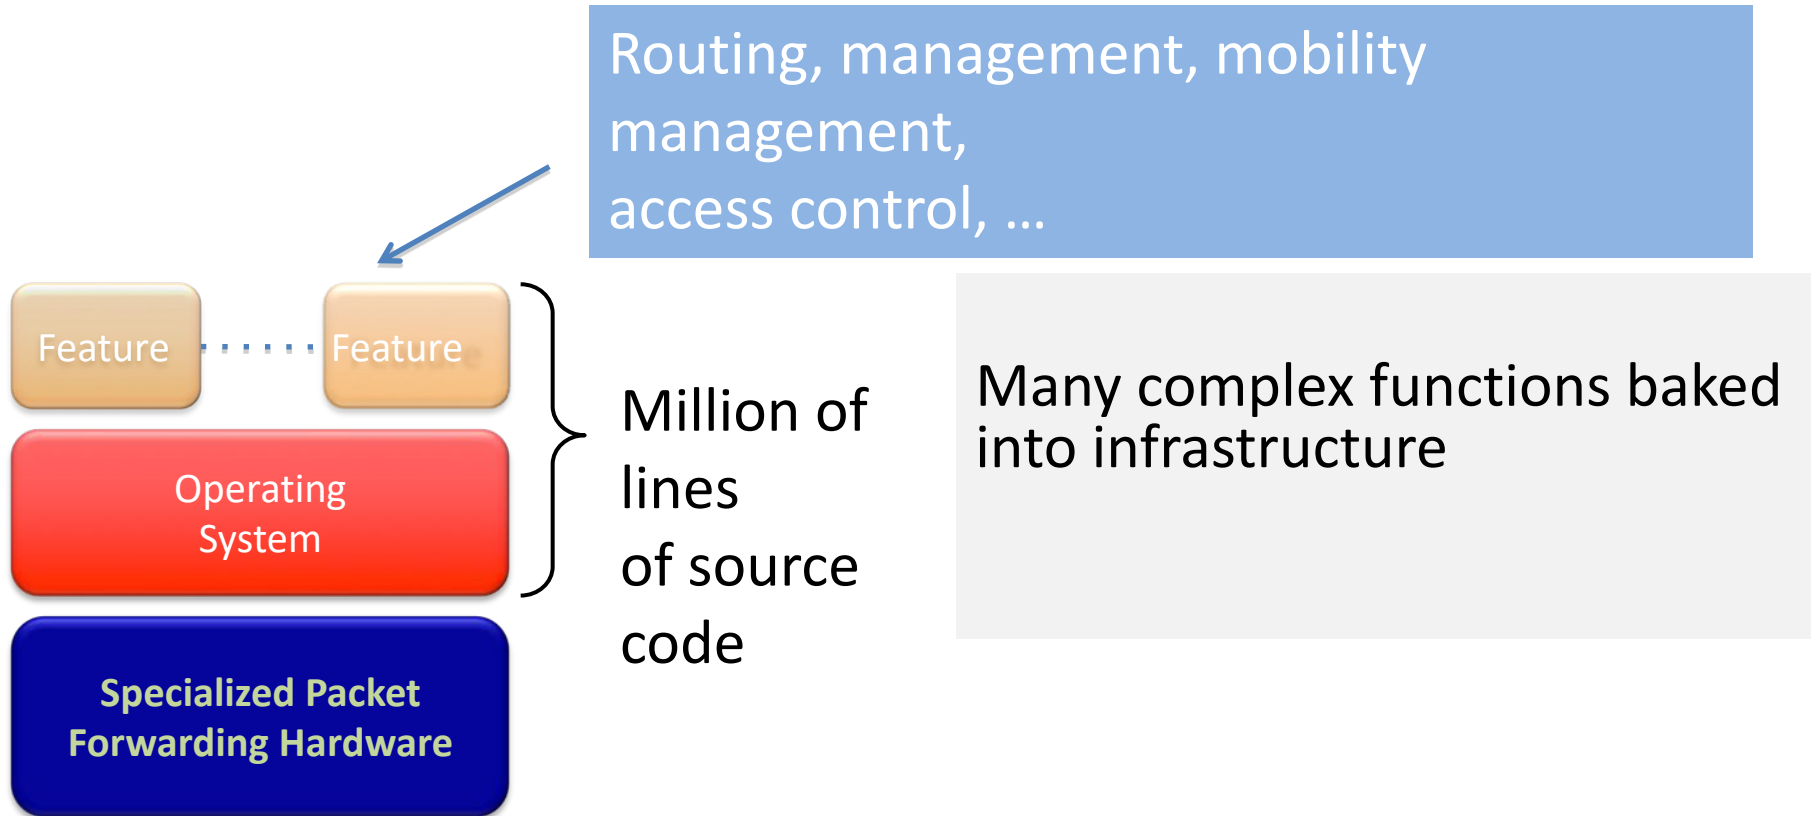 Routing, management, mobility
management,
access control, …
Feature
Feature
Million of
lines
of source
code
Many complex functions baked
into infrastructure
Operating
System
Specialized Packet
Forwarding Hardware